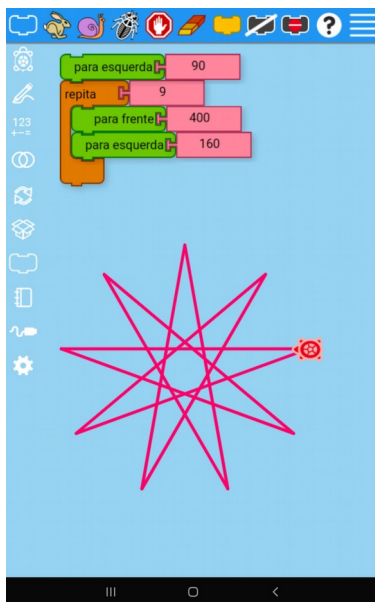 ?
para esquerda 90
repita 9
123
+−=
para frente 400
para esquerda 160